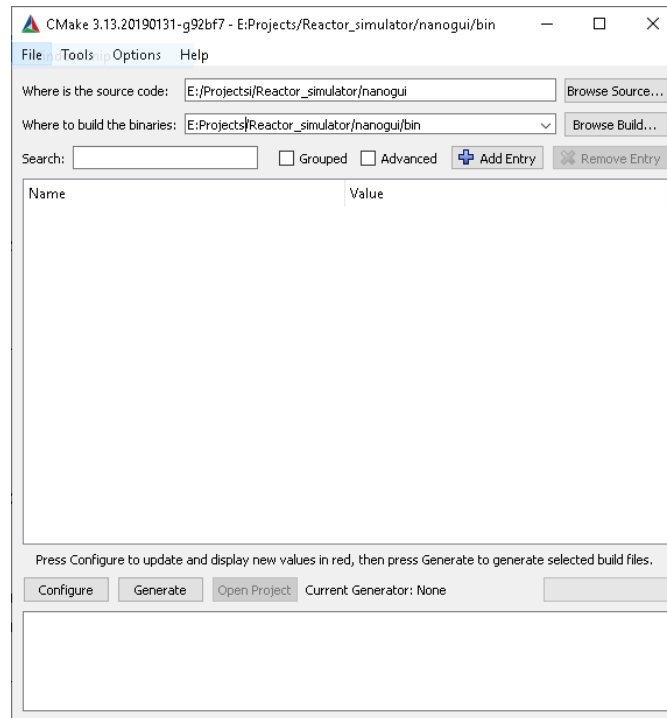 CMake 3.13.20190131-g92bf7 - E:Projects/Reactor_simulator/nanogui/bin
File Tools Options Help
Where is the source code: E:/Projectsi/Reactor_simulator/nanogui Browse Source...
Where to build the binaries: E:Projects/Reactor_simulator/nanogui/bin Browse Build...
Search: Grouped Advanced Add Entry Remove Entry
Name Value
Press Configure to update and display new values in red, then press Generate to generate selected build files.
Configure Generate Open Project Current Generator: None